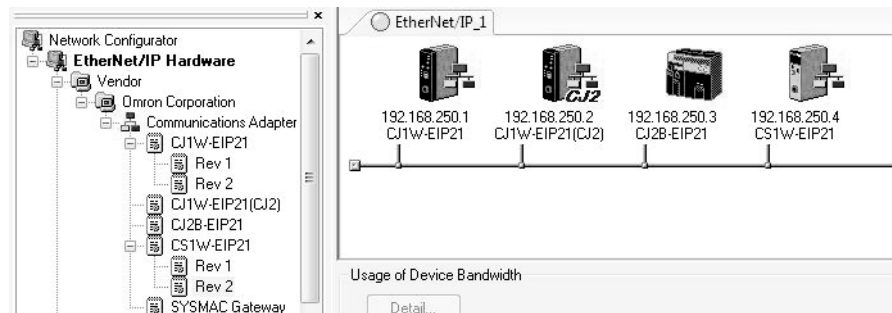 x
Network Configurator
EtherNet/IP Hardware
Vendor
Omron Corporation
Communications Adapter
CJ1W-EIP21
Rev 1
Rev 2
CJ1W-EIP21(CJ2)
CJ2B-EIP21
CS1W-EIP21
Rev 1
Rev 2
SYSMAC Gateway
EtherNet/IP_1
CJ2
192.168.250.1 192.168.250.2 192.168.250.3 192.168.250.4
CJ1W-EIP21 CJ1W-EIP21(CJ2) CJ2B-EIP21 CS1W-EIP21
Usage of Device Bandwidth
Detail...